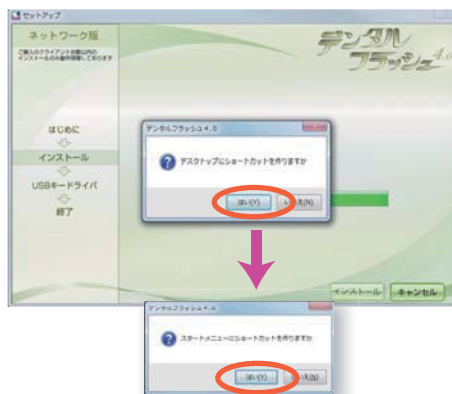 セットアップ
ネットワーク版
ご購入のクライアント台数以内の
インストールのみ動作保障しております
デンタル
フラッシュ4.0
はじめに
インストール
USBキードライバ
終了
デンタルフラッシュ4.0
デスクトップにショートカットを作りますか
はい(Y)
いいえ(N)
インストール
キャンセル
デンタルフラッシュ4.0
スタートメニューにショートカットを作りますか
はい(Y)
いいえ(N)